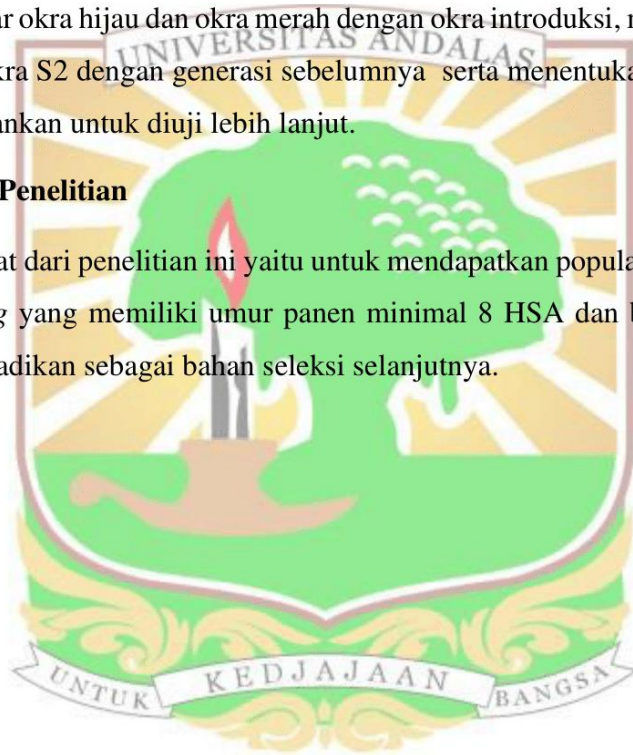 ar okra hijau dan okra merah dengan okra introduksi,
UNIVERSITAS ANDALAS
kra S2 dengan generasi sebelumnya serta menentuka
ankan untuk diuji lebih lanjut.
Penelitian
at dari penelitian ini yaitu untuk mendapatkan popula
g yang memiliki umur panen minimal 8 HSA dan b
adikan sebagai bahan seleksi selanjutnya.
UNTUK KEDJAJAAN BANGSA